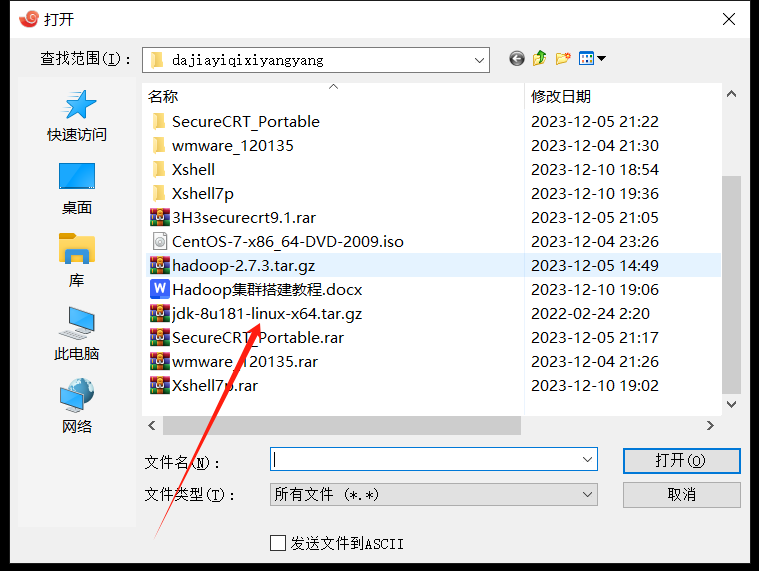 打开
查找范围(I):
dajiayiqixiyangyang
快速访问
桌面
库
此电脑
网络
名称 修改日期
SecureCRT_Portable 2023-12-05 21:22
wmware_120135 2023-12-04 21:30
Xshell 2023-12-10 18:54
Xshell7p 2023-12-10 19:36
3H3securecrt9.1.rar 2023-12-05 21:05
CentOS-7-x86_64-DVD-2009.iso 2023-12-04 23:26
hadoop-2.7.3.tar.gz 2023-12-05 14:49
Hadoop集群搭建教程.docx 2023-12-10 19:06
jdk-8u181-linux-x64.tar.gz 2022-02-24 2:20
SecureCRT_Portable.rar 2023-12-05 21:17
wmware_120135.rar 2023-12-04 21:26
Xshell7p.rar 2023-12-10 19:02
文件名(N): 打开(O)
文件类型(T): 所有文件 (*.*) 取消
发送文件到ASCII